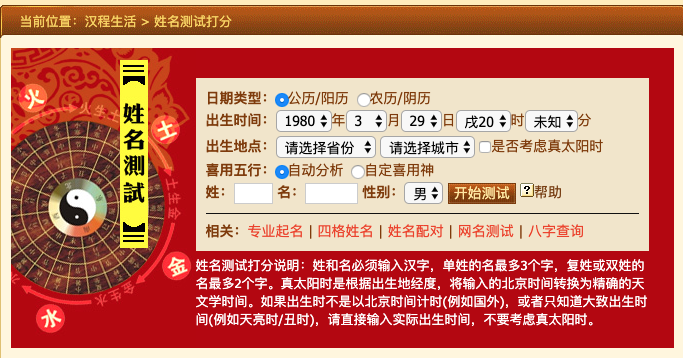 当前位置：汉程生活 > 姓名测试打分
姓名測試
火
土
金
水
火生土
土生金
金生水
日期类型： 公历/阳历 农历/阴历
出生时间： 1980 年 3 月 29 日 戌20 时 未知 分
出生地点： 请选择省份 请选择城市 是否考虑真太阳时
喜用五行： 自动分析 自定喜用神
姓： 名： 性别： 男 开始测试 ? 帮助
相关： 专业起名 | 四格姓名 | 姓名配对 | 网名测试 | 八字查询
姓名测试打分说明：姓和名必须输入汉字，单姓的名最多3个字，复姓或双姓的
名最多2个字。真太阳时是根据出生地经度，将输入的北京时间转换为精确的天
文学时间。如果出生时不是以北京时间计时(例如国外)，或者只知道大致出生时
间(例如天亮时/丑时)，请直接输入实际出生时间，不要考虑真太阳时。